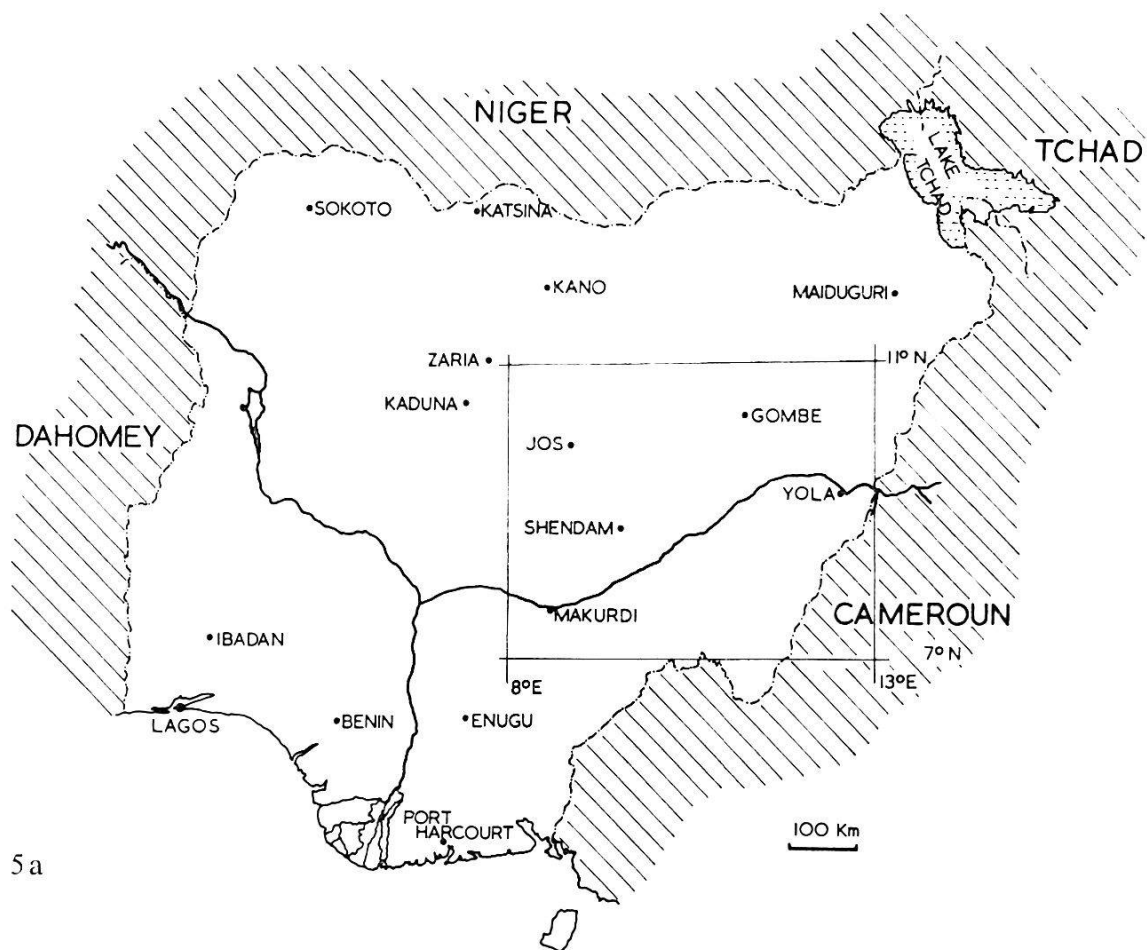 NIGER
TCHAD
LAKE
TCHAD
SOKOTO
KATSINA
KANO
MAIDUGURI
ZARIA
11° N
KADUNA
GOMBE
DAHOMEY
JOS
YOLA
SHENDAM
MAKURDI
CAMEROUN
IBADAN
7° N
8°E
13°E
LAGOS
BENIN
ENUGU
PORT
HARCOURT
100 Km
5a